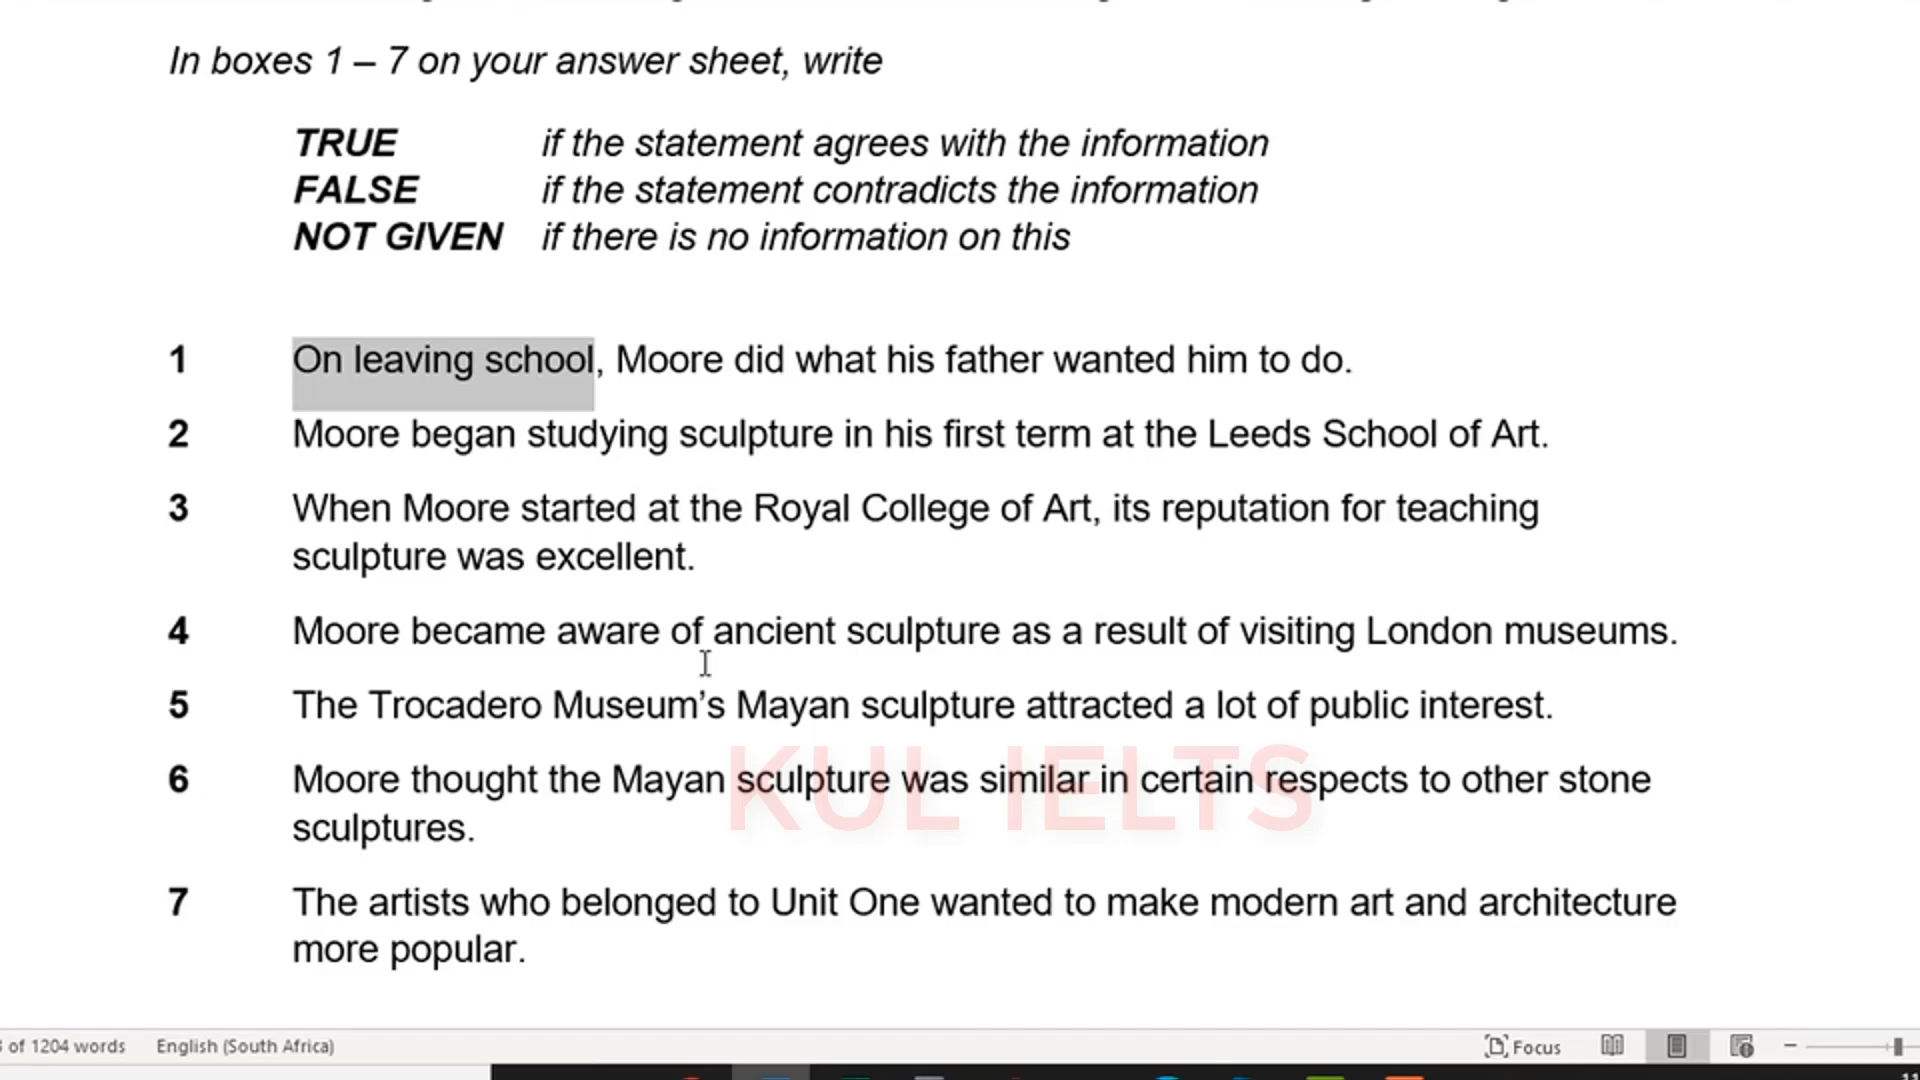 In boxes 1 – 7 on your answer sheet, write
TRUE if the statement agrees with the information
FALSE if the statement contradicts the information
NOT GIVEN if there is no information on this
1 On leaving school, Moore did what his father wanted him to do.
2 Moore began studying sculpture in his first term at the Leeds School of Art.
3 When Moore started at the Royal College of Art, its reputation for teaching
sculpture was excellent.
4 Moore became aware of ancient sculpture as a result of visiting London museums.
5 The Trocadero Museum’s Mayan sculpture attracted a lot of public interest.
KUL IELTS
6 Moore thought the Mayan sculpture was similar in certain respects to other stone
sculptures.
7 The artists who belonged to Unit One wanted to make modern art and architecture
more popular.
of 1204 words English (South Africa) Focus